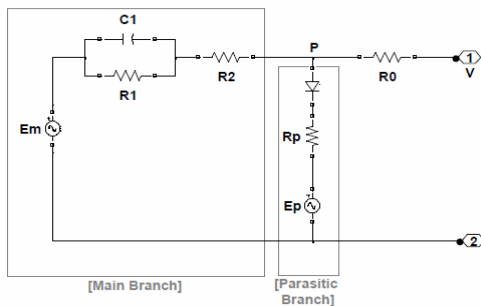 C1
R1
R2
P
R0
1
V
Em
Rp
Ep
2
[Main Branch]
[Parasitic
Branch]